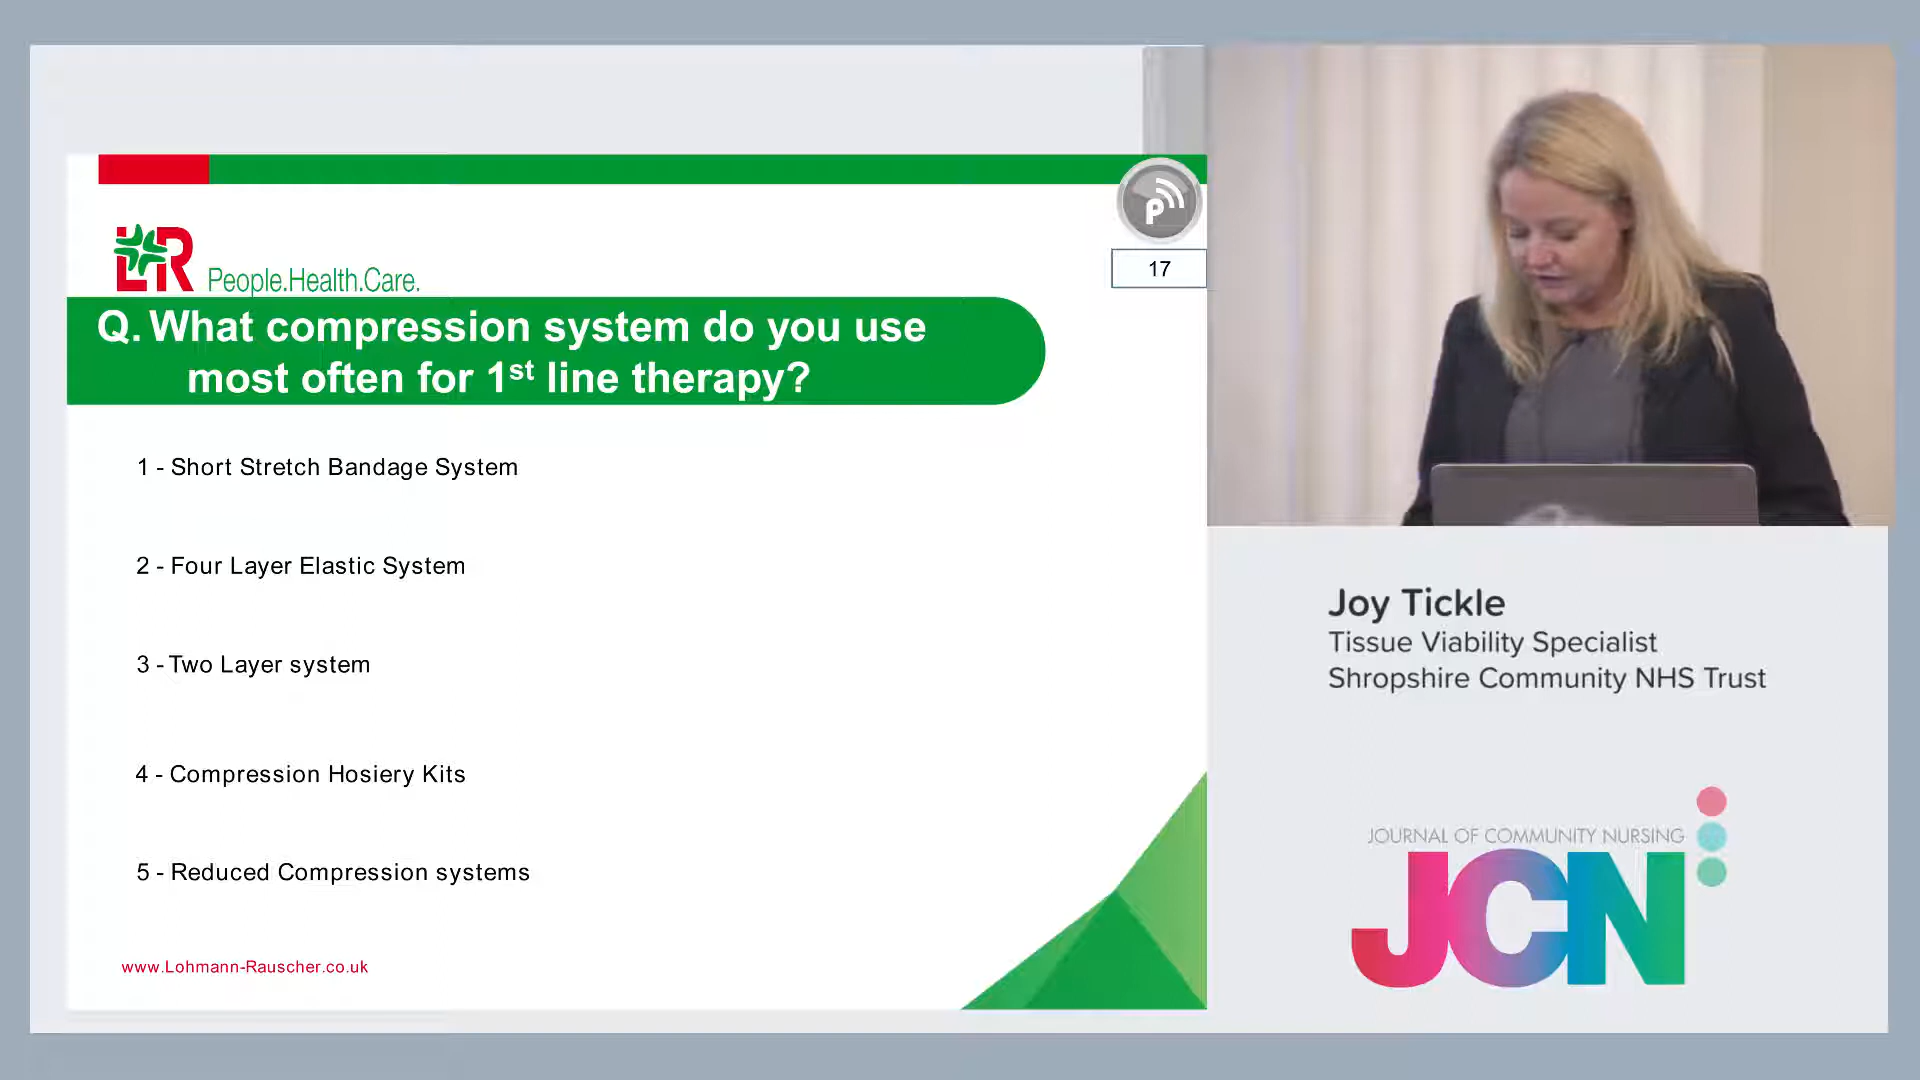 LR
People.Health.Care.
P
17
Q. What compression system do you use
most often for 1st line therapy?
1 - Short Stretch Bandage System
2 - Four Layer Elastic System
3 - Two Layer system
4 - Compression Hosiery Kits
5 - Reduced Compression systems
www.Lohmann-Rauscher.co.uk
Joy Tickle
Tissue Viability Specialist
Shropshire Community NHS Trust
JOURNAL OF COMMUNITY NURSING
JCN